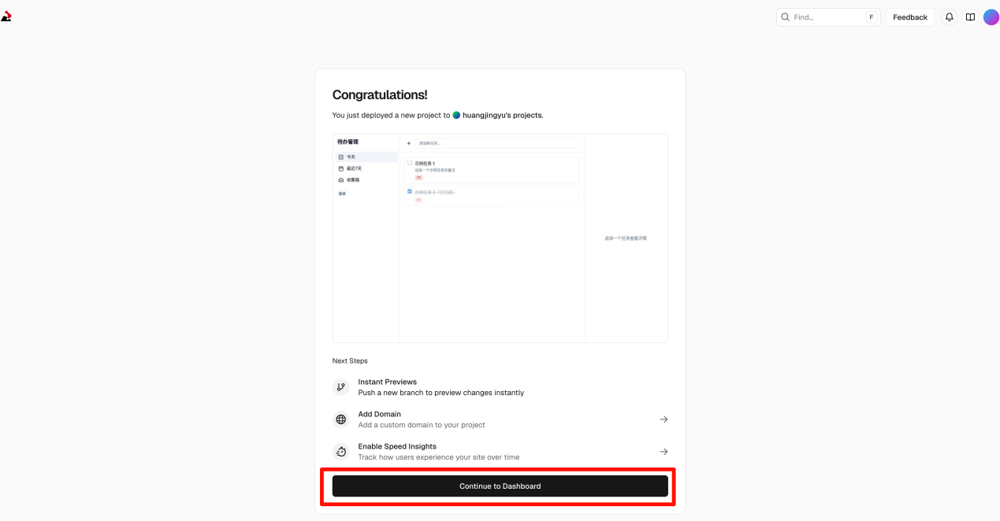 Find...
F
Feedback
Congratulations!
You just deployed a new project to huangjingyu's projects.
待办管理
今天
最近7天
收集箱
清单
+ 添加新任务...
示例任务 1
这是一个示例任务的备注
P0
示例任务 2（已完成）
P1
选择一个任务查看详情
Next Steps
Instant Previews
Push a new branch to preview changes instantly
Add Domain
Add a custom domain to your project
Enable Speed Insights
Track how users experience your site over time
Continue to Dashboard